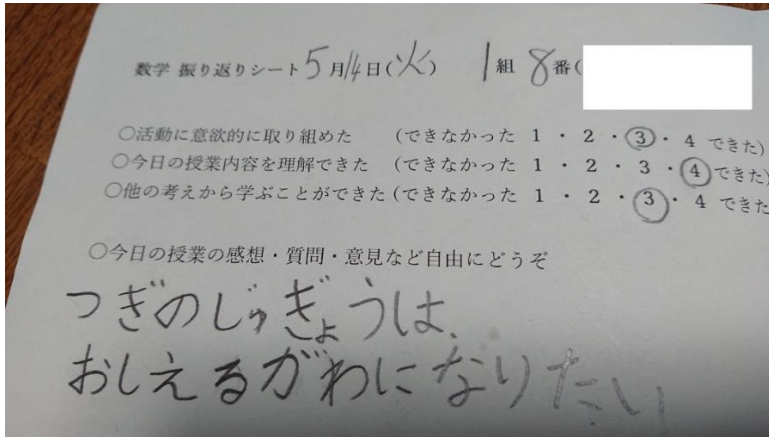 数学 振り返りシート 5月14日(火) 1組 8番(
○活動に意欲的に取り組めた (できなかった 1 ・ 2 ・ 3 ・ 4 できた)
○今日の授業内容を理解できた (できなかった 1 ・ 2 ・ 3 ・ 4 できた)
○他の考えから学ぶことができた (できなかった 1 ・ 2 ・ 3 ・ 4 できた
○今日の授業の感想・質問・意見など自由にどうぞ
つぎのじゅぎょうは、
おしえるがわになりたい